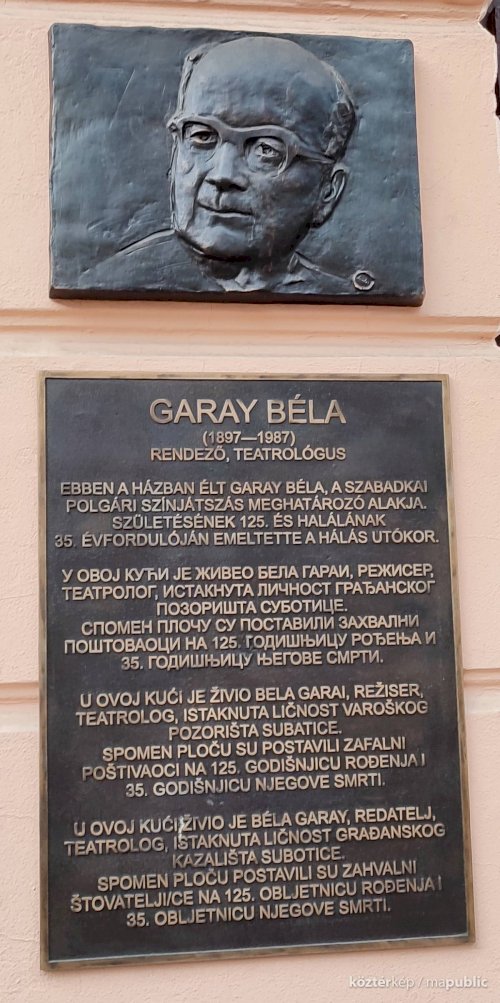 GARAY BÉLA
(1897—1987)
RENDEZŐ, TEATROLÓGUS
EBBEN A HÁZBAN ÉLT GARAY BÉLA, A SZABADKAI
POLGÁRI SZÍNJÁTSZÁS MEGHATÁROZÓ ALAKJA.
SZÜLETÉSÉNEK 125. ÉS HALÁLÁNAK
35. ÉVFORDULÓJÁN EMELTETTE A HÁLÁS UTÓKOR.
У ОВОЈ КУЋИ ЈЕ ЖИВЕО БЕЛА ГАРАИ, РЕЖИСЕР,
ТЕАТРОЛОГ, ИСТАКНУТА ЛИЧНОСТ ГРАЂАНСКОГ
ПОЗОРИШТА СУБОТИЦЕ.
СПОМЕН ПЛОЧУ СУ ПОСТАВИЛИ ЗАХВАЛНИ
ПОШТОВАОЦИ НА 125. ГОДИШЊИЦУ РОЂЕЊА И
35. ГОДИШЊИЦУ ЊЕГОВЕ СМРТИ.
U OVOJ KUĆI JE ŽIVIO BELA GARAI, REŽISER,
TEATROLOG, ISTAKNUTA LIČNOST VAROŠKOG
POZORIŠTA SUBATICE.
SPOMEN PLOČU SU POSTAVILI ZAFALNI
POŠTIVAOCI NA 125. GODIŠNJICU ROĐENJA I
35. GODIŠNJICU NJEGOVE SMRTI.
U OVOJ KUĆI ŽIVIO JE BÉLA GARAY, REDATELJ,
TEATROLOG, ISTAKNUTA LIČNOST GRAĐANSKOG
KAZALIŠTA SUBOTICE.
SPOMEN PLOČU POSTAVILI SU ZAHVALNI
ŠTOVATELJI/CE NA 125. OBLJETNICU ROĐENJA I
35. OBLJETNICU NJEGOVE SMRTI.
köztérkép / mapublic